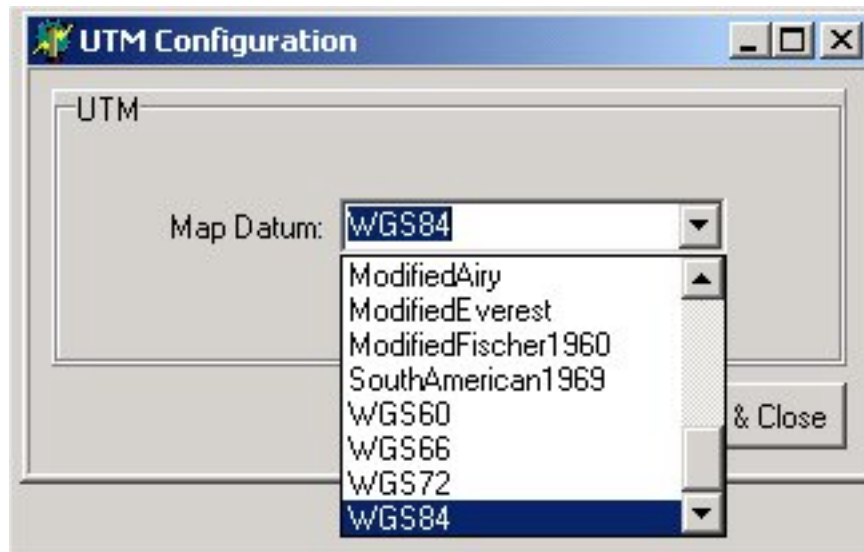 UTM Configuration
UTM
Map Datum: WGS84
ModifiedAiry
ModifiedEverest
ModifiedFischer1960
SouthAmerican1969
WGS60
WGS66
WGS72
WGS84
& Close